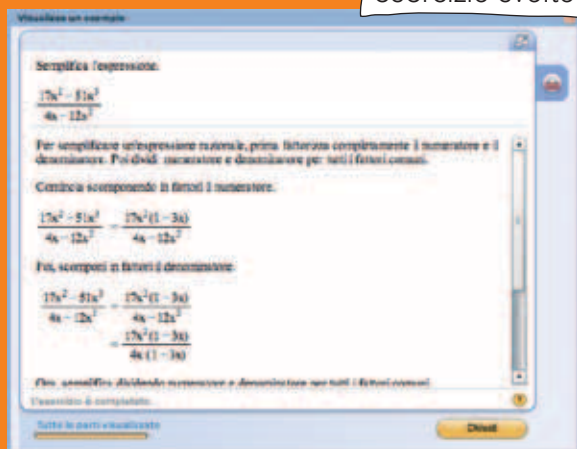 esercizio svolto
Visualizza un esempio
Semplifica l'espressione.
17x² − 51x³
4x − 12x²
Per semplificare un'espressione razionale, prima fattorizza completamente il numeratore e il
denominatore. Poi dividi numeratore e denominatore per tutti i fattori comuni.
Comincia scomponendo in fattori il numeratore.
17x² − 51x³ = 17x²(1 − 3x)
4x − 12x² 4x − 12x²
Poi, scomponi in fattori il denominatore.
17x² − 51x³ = 17x²(1 − 3x)
4x − 12x² 4x − 12x²
= 17x²(1 − 3x)
4x (1 − 3x)
Ora, semplifica dividendo numeratore e denominatore per tutti i fattori comuni.
L'esercizio è completato.
Tutte le parti visualizzate
Chiudi